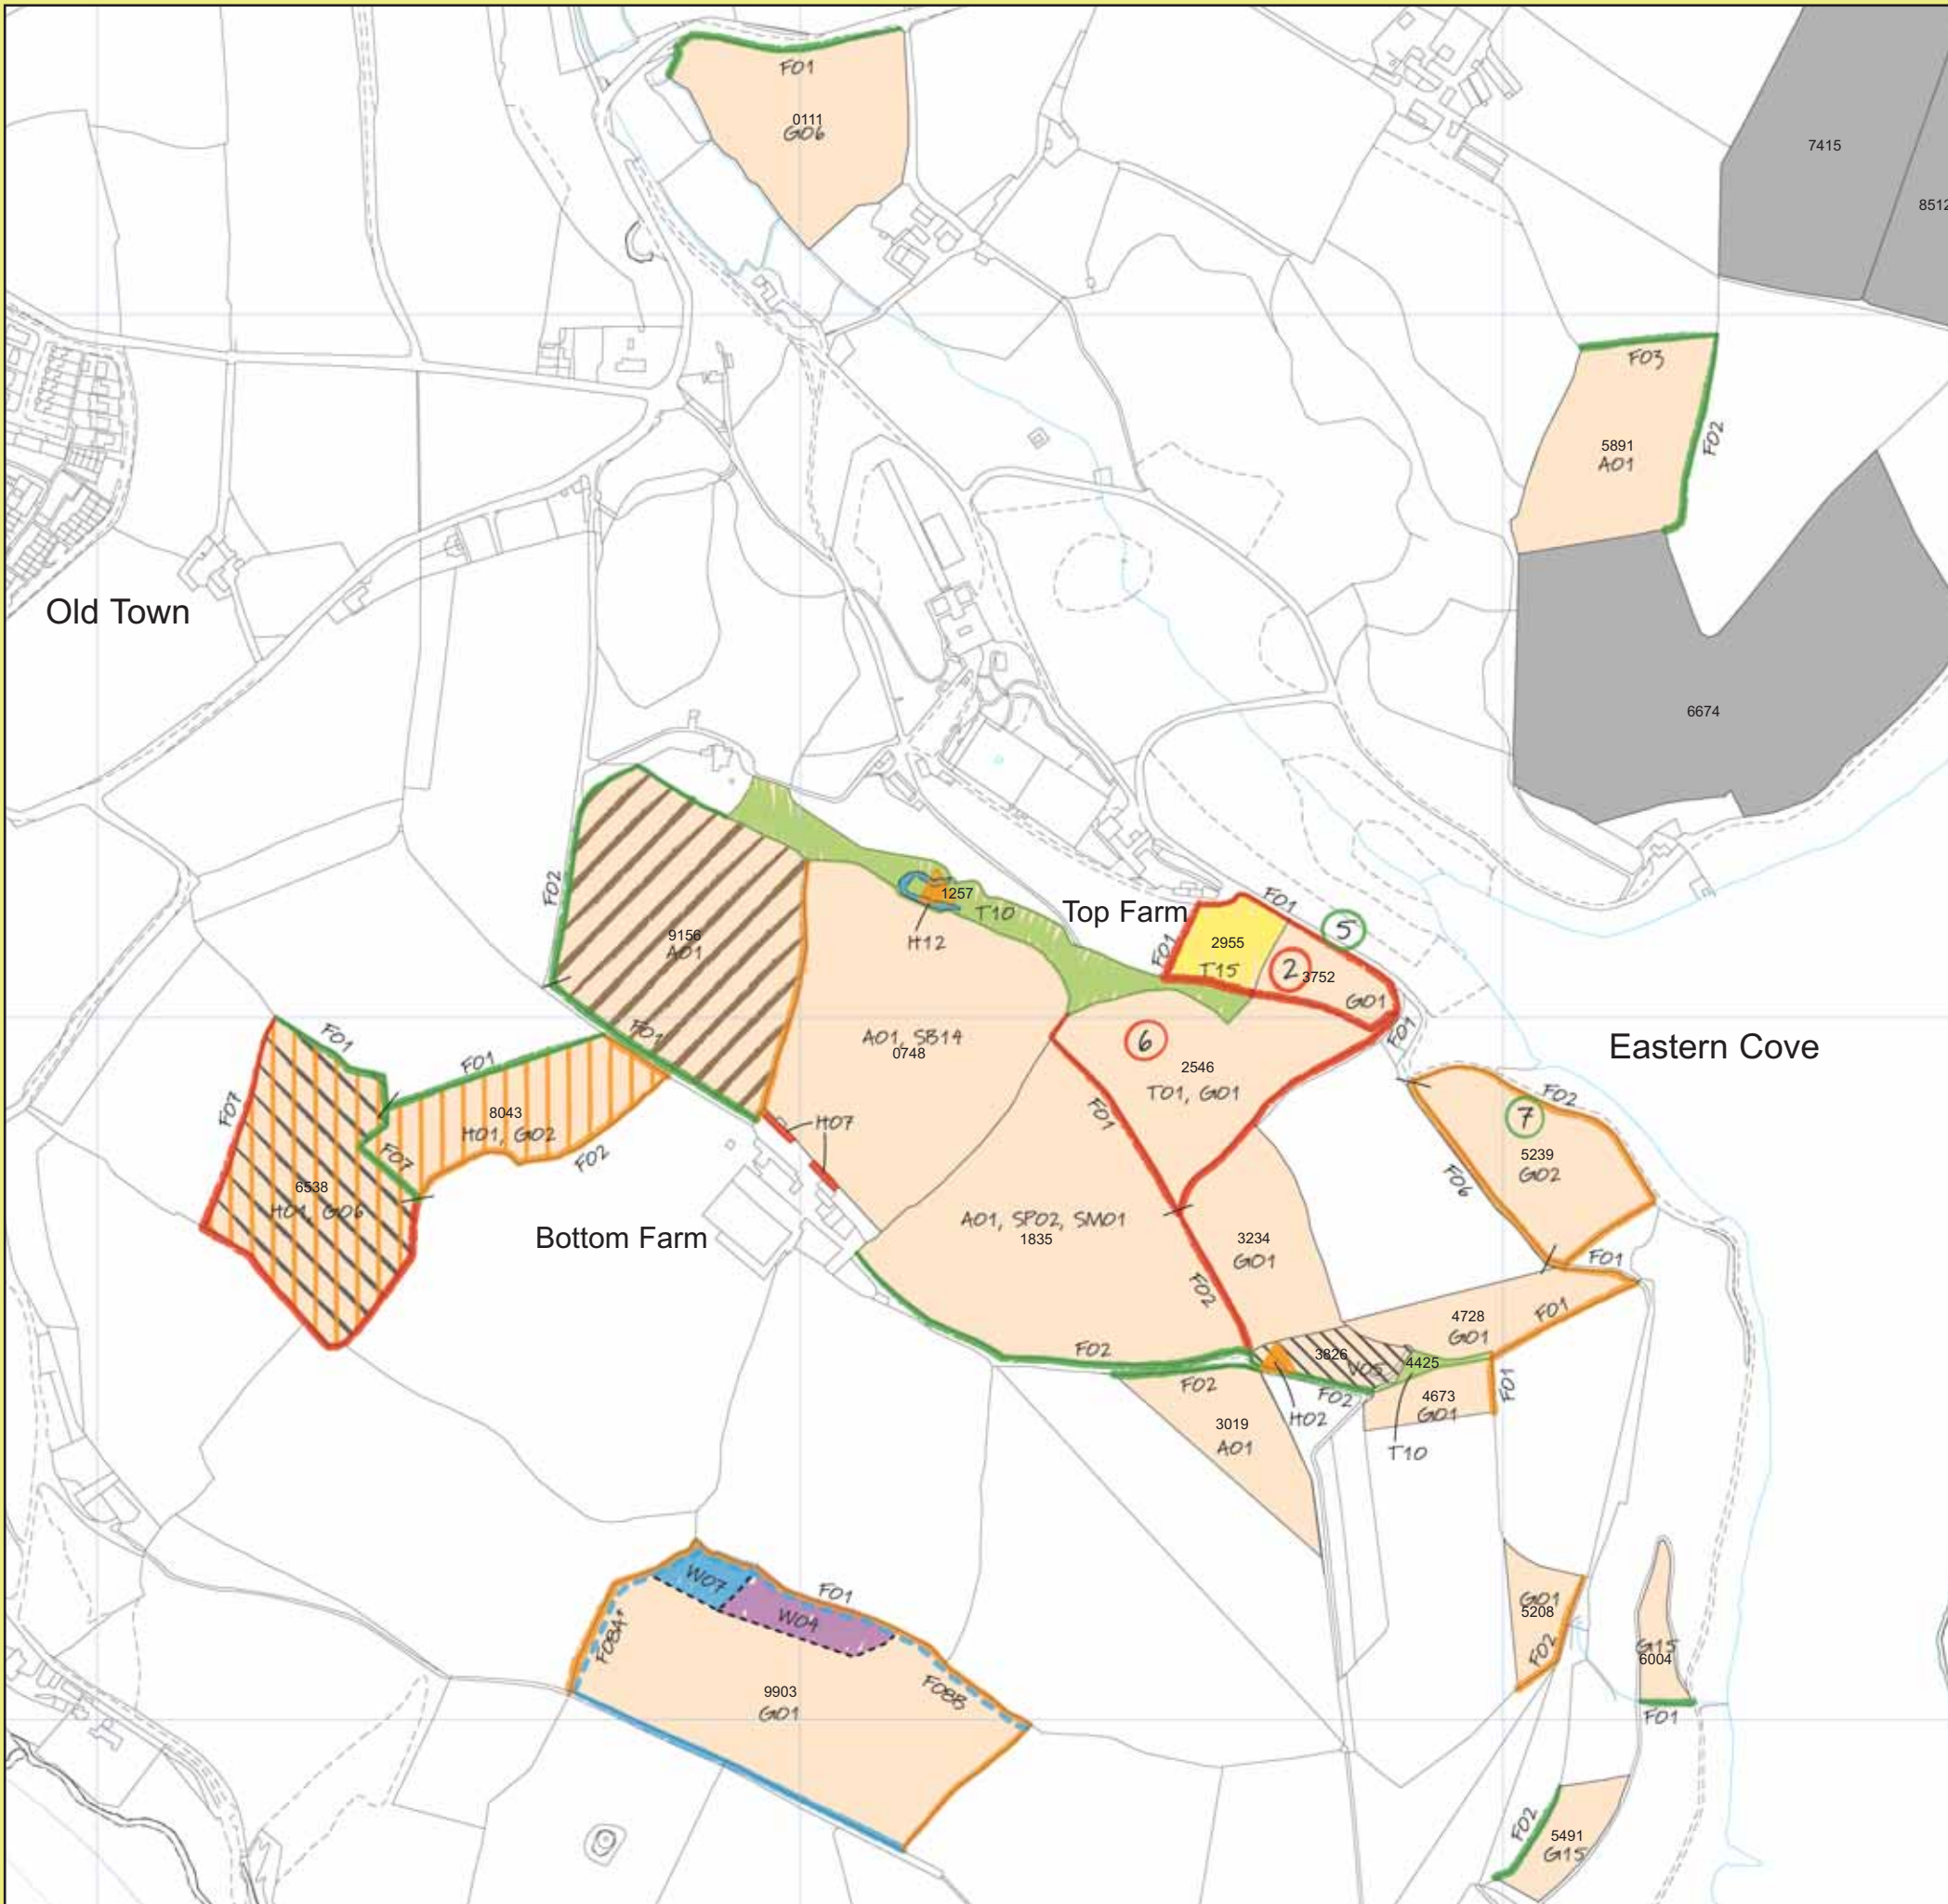 F01
0111
G06
7415
8512
F03
F02
5891
A01
Old Town
6674
F02
9156
A01
F01
1257
T10
H12
Top Farm
F01
F01
2955
T15
5
2
3752
G01
F01
Eastern Cove
A01, SB14
0748
6
2546
T01, G01
F01
F01
F01
F07
8043
H01, G02
F07
F02
6538
H01, G06
H07
Bottom Farm
A01, SP02, SM01
1835
F02
7
5239
G02
F06
3234
G01
F02
F01
4728
G01
F01
F02
3826
V05
4425
F02
F02
4673
G01
F01
H02
T10
3019
A01
W07
W04
F01
F08A
F08B
9903
G01
G01
5208
F02
G15
6004
F01
F02
5491
G15